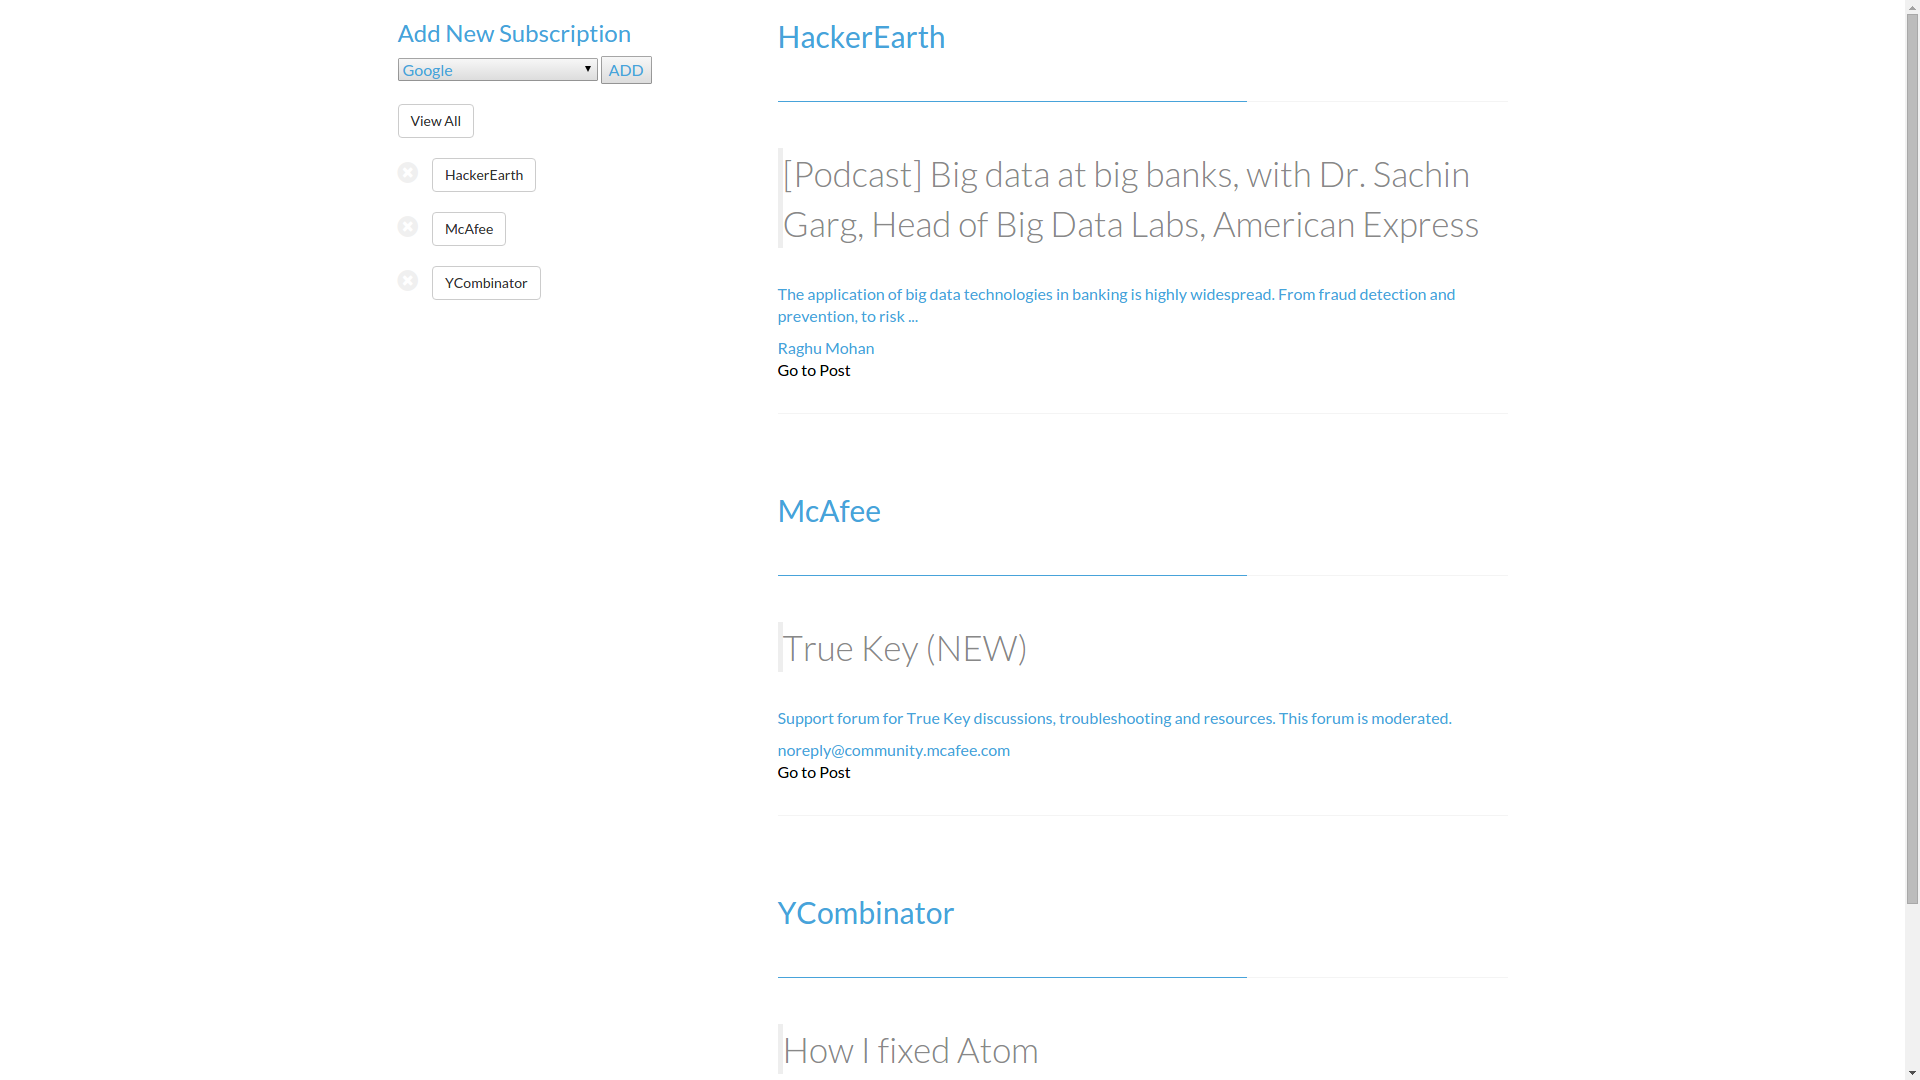 Add New Subscription
Google ADD
View All
HackerEarth
McAfee
YCombinator
HackerEarth
[Podcast] Big data at big banks, with Dr. Sachin
Garg, Head of Big Data Labs, American Express
The application of big data technologies in banking is highly widespread. From fraud detection and
prevention, to risk ...
Raghu Mohan
Go to Post
McAfee
True Key (NEW)
Support forum for True Key discussions, troubleshooting and resources. This forum is moderated.
noreply@community.mcafee.com
Go to Post
YCombinator
How I fixed Atom